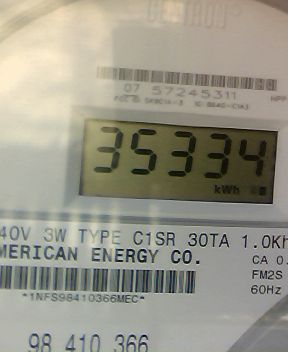 CENTRON®
07 57245311
35334
kWh
40V 3W TYPE C1SR 30TA 1.0Kh
MERICAN ENERGY CO.
CA 0.
FM2S
60Hz
*1NFS98410366MEC*
98 410 366